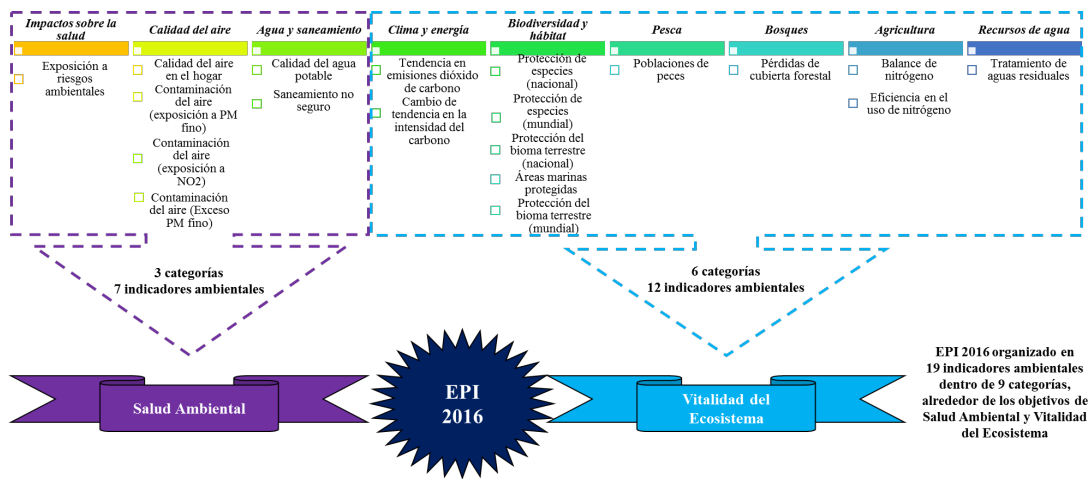 Impactos sobre la
salud
Exposición a
riesgos
ambientales
Calidad del aire
Calidad del aire
en el hogar
Contaminación
del aire
(exposición a PM
fino)
Contaminación
del aire
(exposición a
NO2)
Contaminación
del aire (Exceso
PM fino)
Agua y saneamiento
Calidad del agua
potable
Saneamiento no
seguro
Clima y energía
Tendencia en
emisiones dióxido
de carbono
Cambio de
tendencia en la
intensidad del
carbono
Biodiversidad y
hábitat
Protección de
especies
(nacional)
Protección de
especies
(mundial)
Protección del
bioma terrestre
(nacional)
Áreas marinas
protegidas
Protección del
bioma terrestre
(mundial)
Pesca
Poblaciones de
peces
Bosques
Pérdidas de
cubierta forestal
Agricultura
Balance de
nitrógeno
Eficiencia en el
uso de nitrógeno
Recursos de agua
Tratamiento de
aguas residuales
3 categorías
7 indicadores ambientales
6 categorías
12 indicadores ambientales
Salud Ambiental
EPI
2016
Vitalidad del
Ecosistema
EPI 2016 organizado en
19 indicadores ambientales
dentro de 9 categorías,
alrededor de los objetivos de
Salud Ambiental y Vitalidad
del Ecosistema